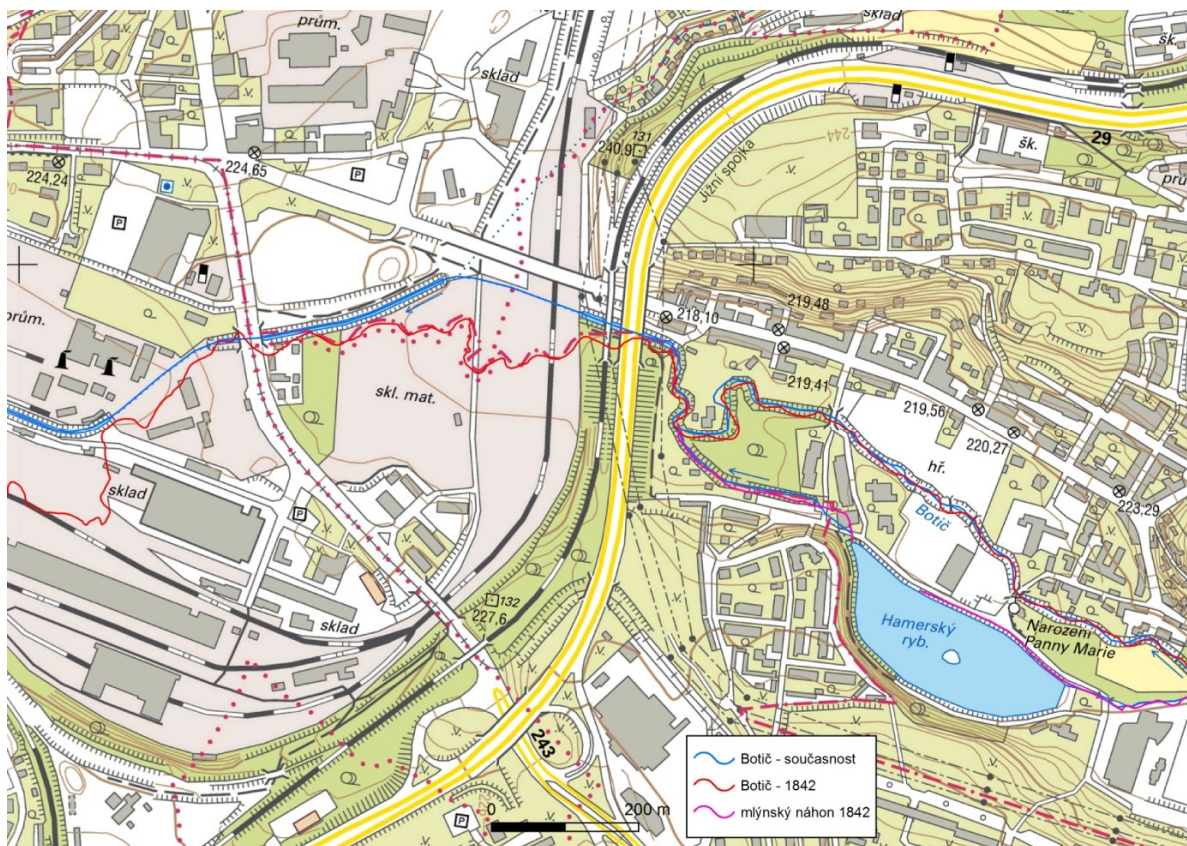 prům.
sklad
sklad
šk.
131
240,9
244
29
šk.
prům.
224,24
224,65
P
P
Jižní spojka
218,10
219,48
219,41
219,56
220,27
223,29
prům.
skl. mat.
hř.
Botič
sklad
P
Hamerský
ryb.
Narození
Panny Marie
132
227,6
sklad
243
P
Botič - současnost
Botič - 1842
mlýnský náhon 1842
0
200 m